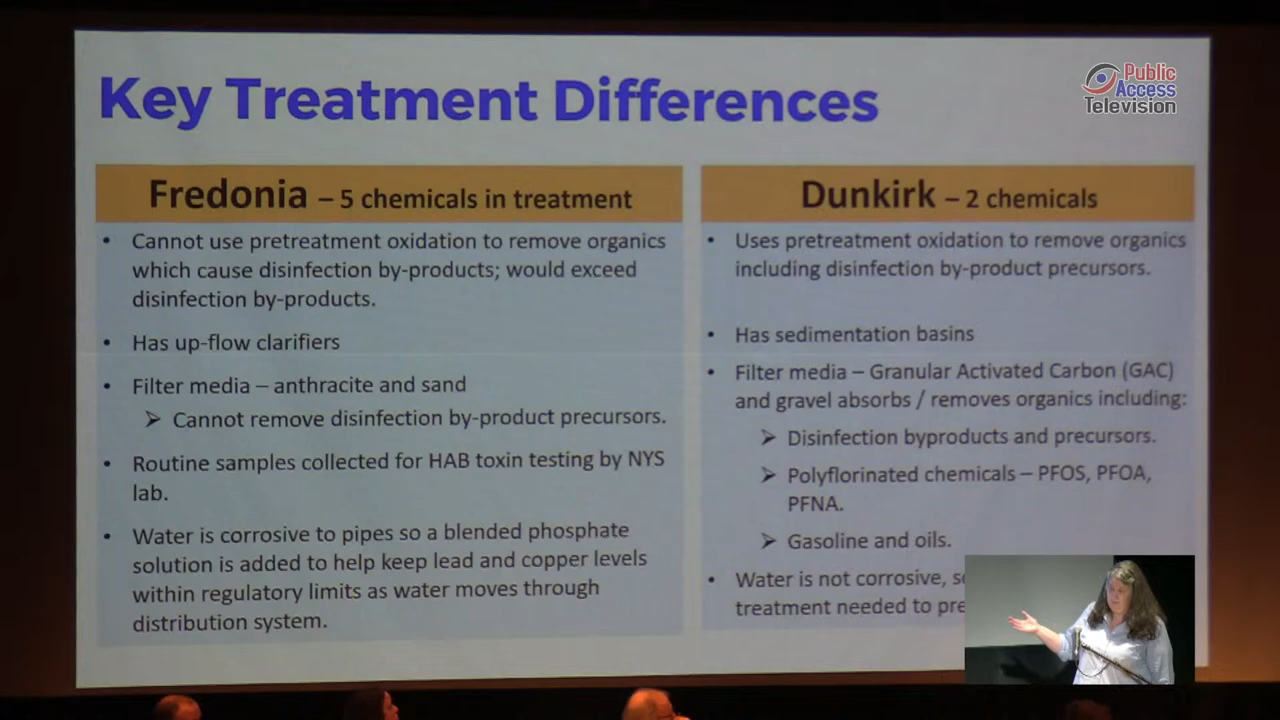 Key Treatment Differences
Public
Access
Television
Fredonia – 5 chemicals in treatment
• Cannot use pretreatment oxidation to remove organics
which cause disinfection by-products; would exceed
disinfection by-products.
• Has up-flow clarifiers
• Filter media – anthracite and sand
➢ Cannot remove disinfection by-product precursors.
• Routine samples collected for HAB toxin testing by NYS
lab.
• Water is corrosive to pipes so a blended phosphate
solution is added to help keep lead and copper levels
within regulatory limits as water moves through
distribution system.
Dunkirk – 2 chemicals
• Uses pretreatment oxidation to remove organics
including disinfection by-product precursors.
• Has sedimentation basins
• Filter media – Granular Activated Carbon (GAC)
and gravel absorbs / removes organics including:
➢ Disinfection byproducts and precursors.
➢ Polyflorinated chemicals – PFOS, PFOA,
PFNA.
➢ Gasoline and oils.
• Water is not corrosive,
treatment needed to